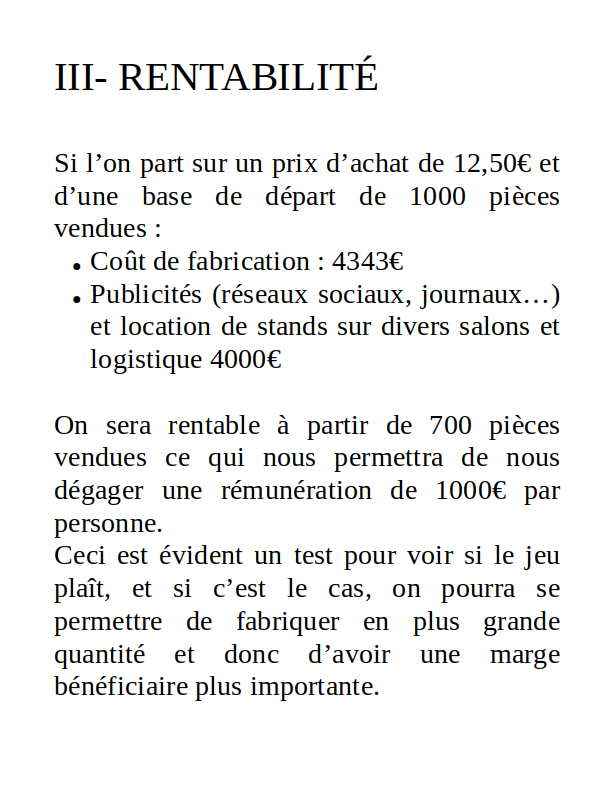 III- RENTABILITÉ
Si l’on part sur un prix d’achat de 12,50€ et
d’une base de départ de 1000 pièces
vendues :
• Coût de fabrication : 4343€
• Publicités (réseaux sociaux, journaux…)
et location de stands sur divers salons et
logistique 4000€
On sera rentable à partir de 700 pièces
vendues ce qui nous permettra de nous
dégager une rémunération de 1000€ par
personne.
Ceci est évident un test pour voir si le jeu
plaît, et si c’est le cas, on pourra se
permettre de fabriquer en plus grande
quantité et donc d’avoir une marge
bénéficiaire plus importante.